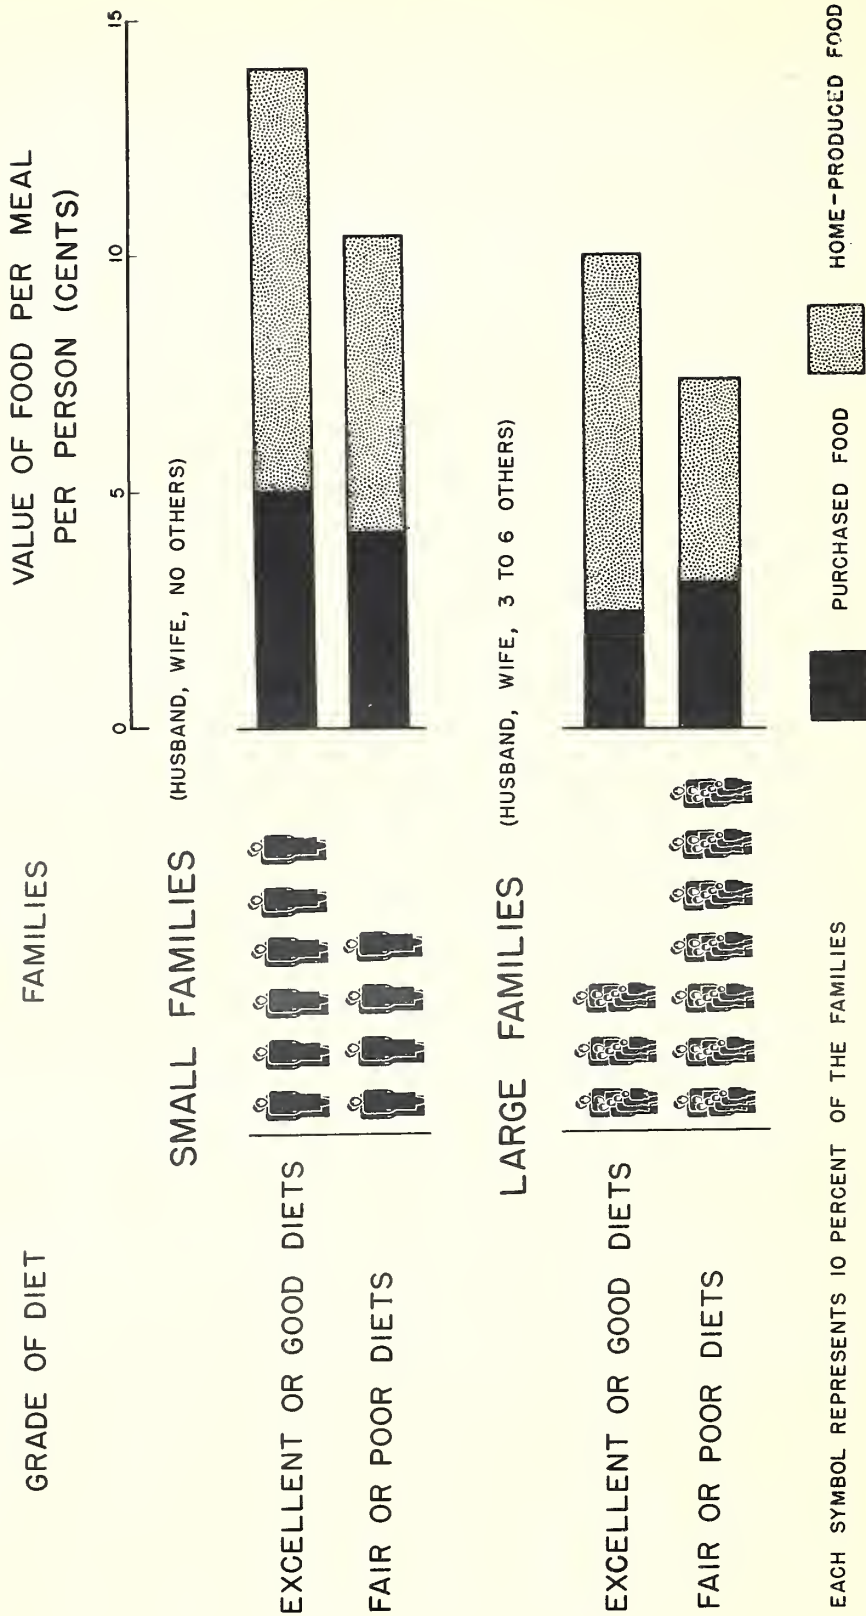 GRADE OF DIET
FAMILIES
VALUE OF FOOD PER MEAL
PER PERSON (CENTS)
0 5 10 15
SMALL FAMILIES (HUSBAND, WIFE, NO OTHERS)
EXCELLENT OR GOOD DIETS
FAIR OR POOR DIETS
LARGE FAMILIES (HUSBAND, WIFE, 3 TO 6 OTHERS)
EXCELLENT OR GOOD DIETS
FAIR OR POOR DIETS
EACH SYMBOL REPRESENTS 10 PERCENT OF THE FAMILIES
PURCHASED FOOD
HOME-PRODUCED FOOD